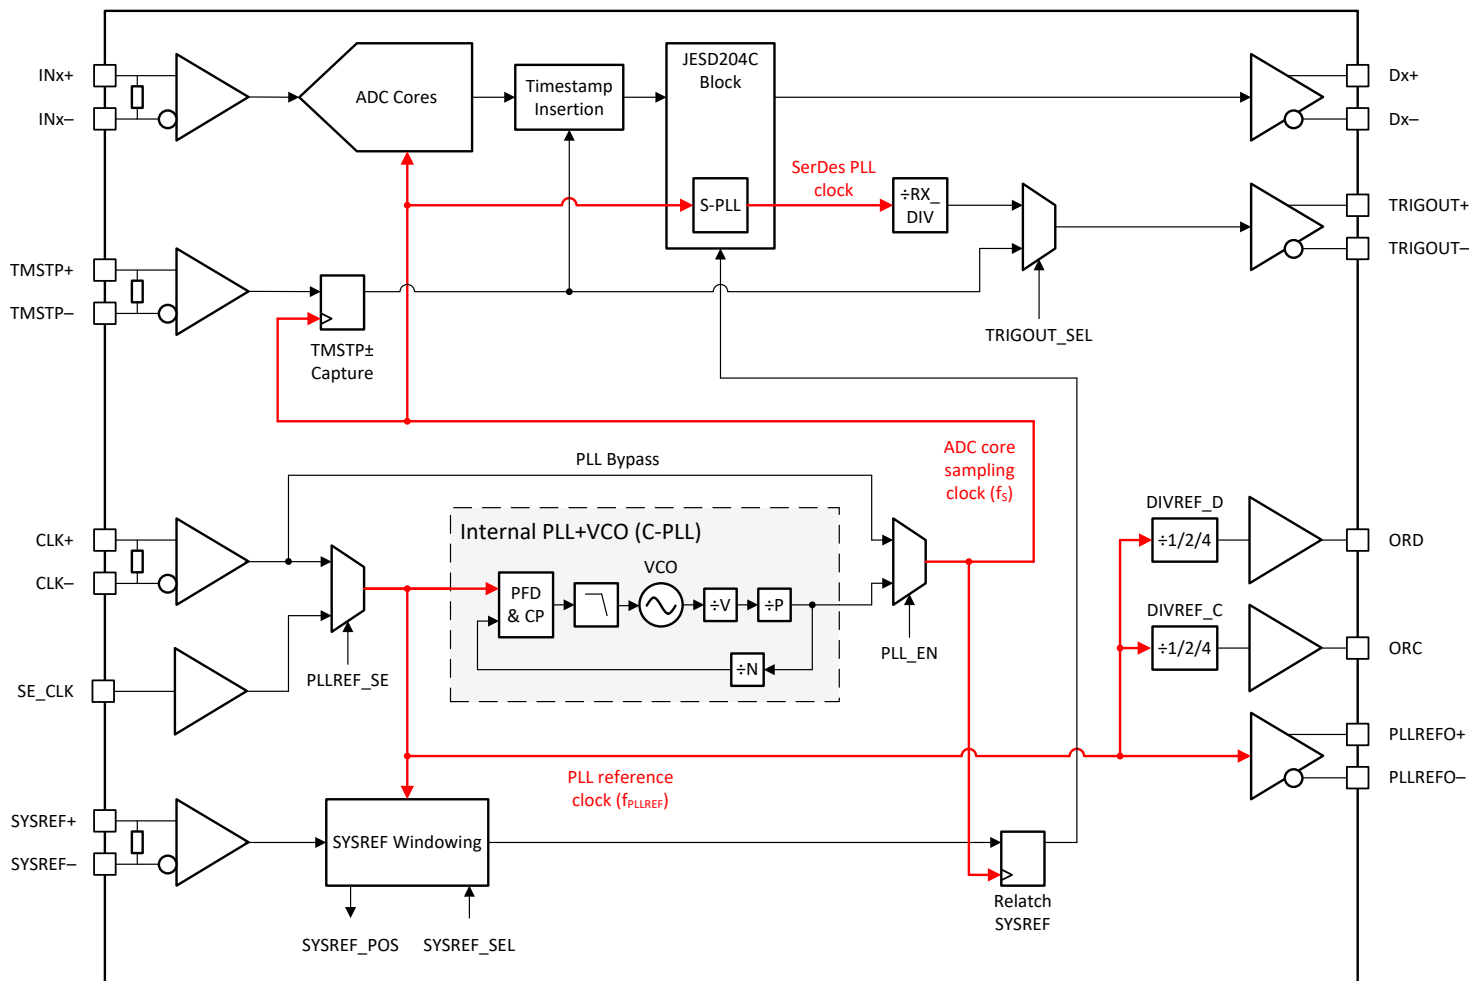 INx+
INx–
ADC Cores
Timestamp
Insertion
JESD204C
Block
Dx+
Dx–
SerDes PLL
clock
S-PLL
÷RX_
DIV
TRIGOUT+
TRIGOUT–
TMSTP+
TMSTP–
TMSTP±
Capture
TRIGOUT_SEL
PLL Bypass
ADC core
sampling
clock (fS)
CLK+
CLK–
Internal PLL+VCO (C-PLL)
VCO
PFD
& CP
÷V
÷P
÷N
PLL_EN
PLLREF_SE
SE_CLK
DIVREF_D
÷1/2/4
ORD
DIVREF_C
÷1/2/4
ORC
PLLREFO+
PLLREFO–
PLL reference
clock (fPLLREF)
SYSREF+
SYSREF–
SYSREF Windowing
SYSREF_POS
SYSREF_SEL
Relatch
SYSREF